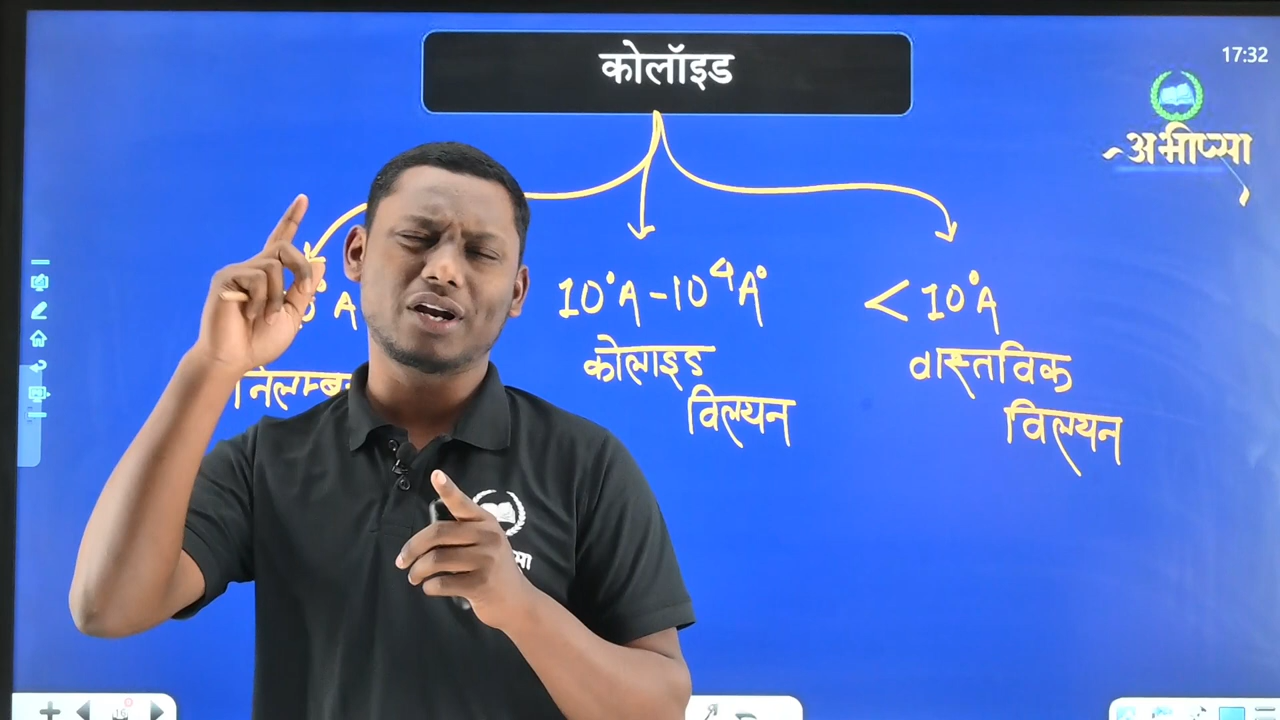 कोलॉइड
17:32
अभीप्सा
10°A - 10⁴A°
< 10°A
कोलाइड
विलयन
वास्तविक
विलयन